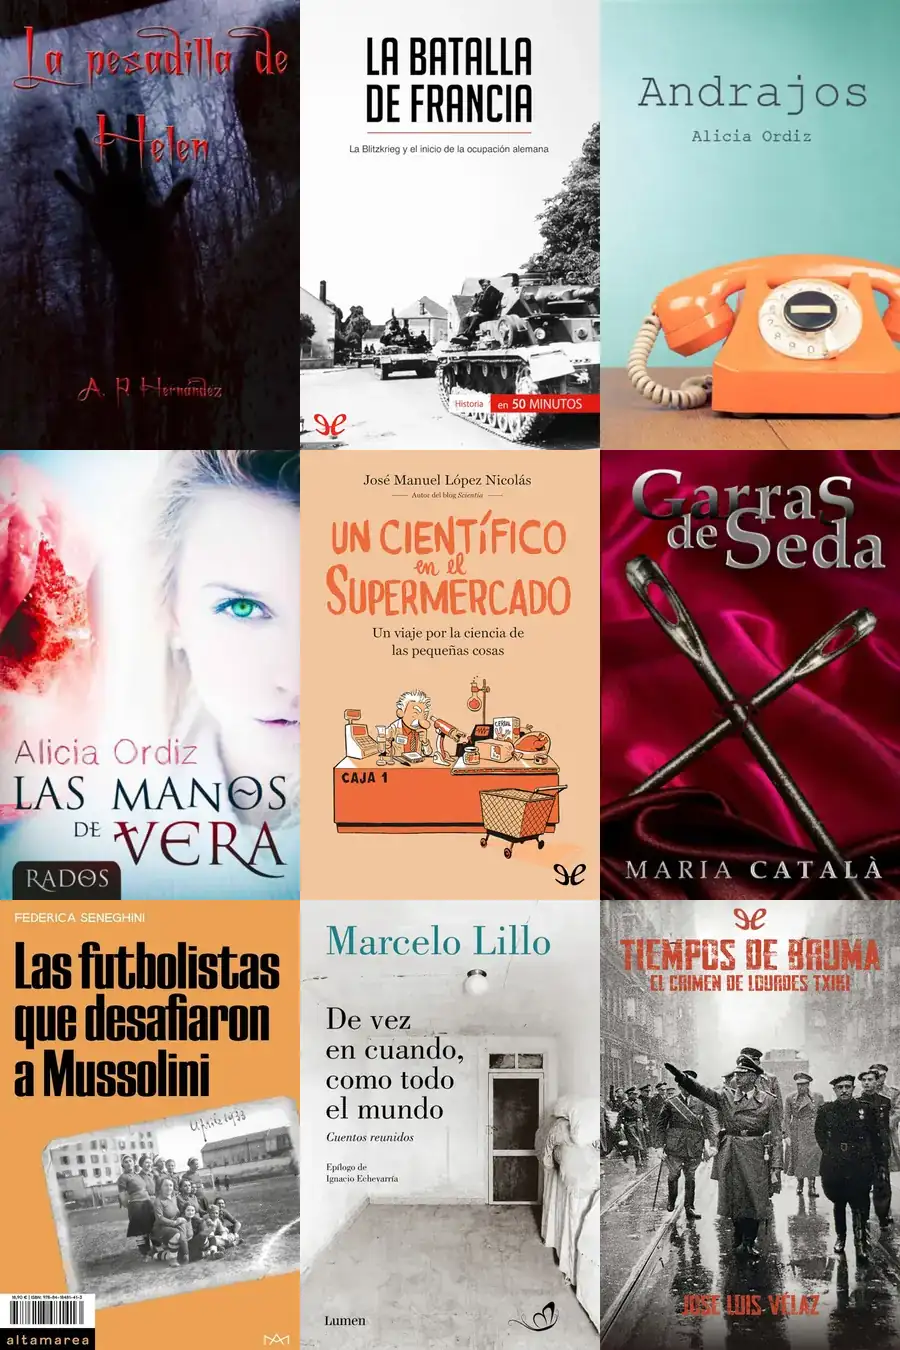 La pesadilla de
Helen
A. P. Hernández
LA BATALLA
DE FRANCIA
La Blitzkrieg y el inicio de la ocupación alemana
Historia en 50 MINUTOS
Andrajos
Alicia Ordiz
Alicia Ordiz
LAS MANOS
DE VERA
RADOS
José Manuel López Nicolás
Autor del blog Scientia
UN CIENTÍFICO
en el
SUPERMERCADO
Un viaje por la ciencia de
las pequeñas cosas
CEREAL
CAJA 1
Garras
de Seda
MARIA CATALÀ
FEDERICA SENEGHINI
Las futbolistas
que desafiaron
a Mussolini
Aprile 1933
altamarea
Marcelo Lillo
De vez
en cuando,
como todo
el mundo
Cuentos reunidos
Epílogo de
Ignacio Echevarría
Lumen
TIEMPOS DE BRUMA
EL CRIMEN DE LOURDES TXIKI
JOSE LUIS VÉLAZ